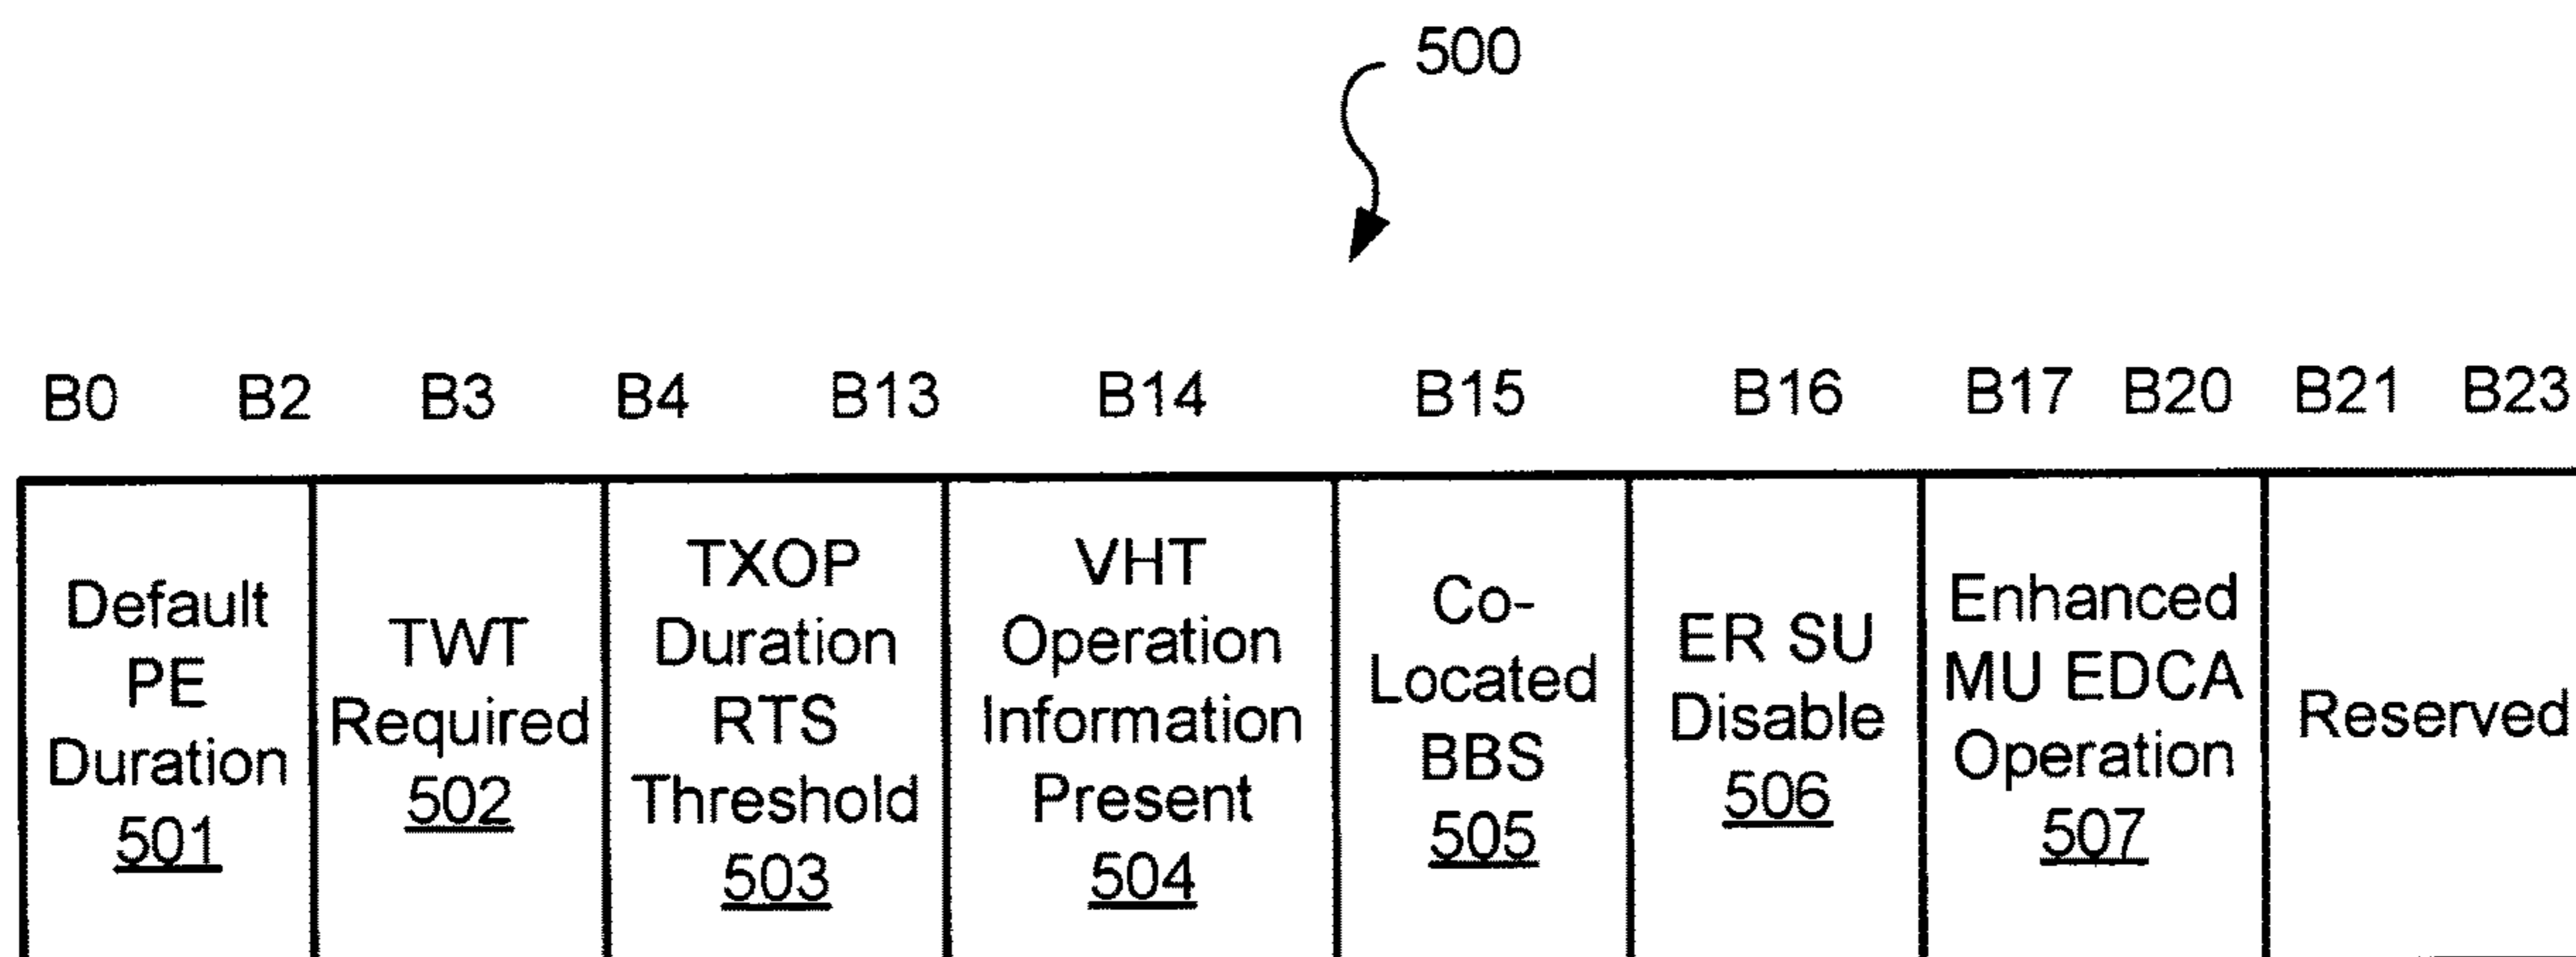 500
B0 B2 B3 B4 B13 B14 B15 B16 B17 B20 B21 B23
Default
PE
Duration
501
TWT
Required
502
TXOP
Duration
RTS
Threshold
503
VHT
Operation
Information
Present
504
Co-
Located
BBS
505
ER SU
Disable
506
Enhanced
MU EDCA
Operation
507
Reserved